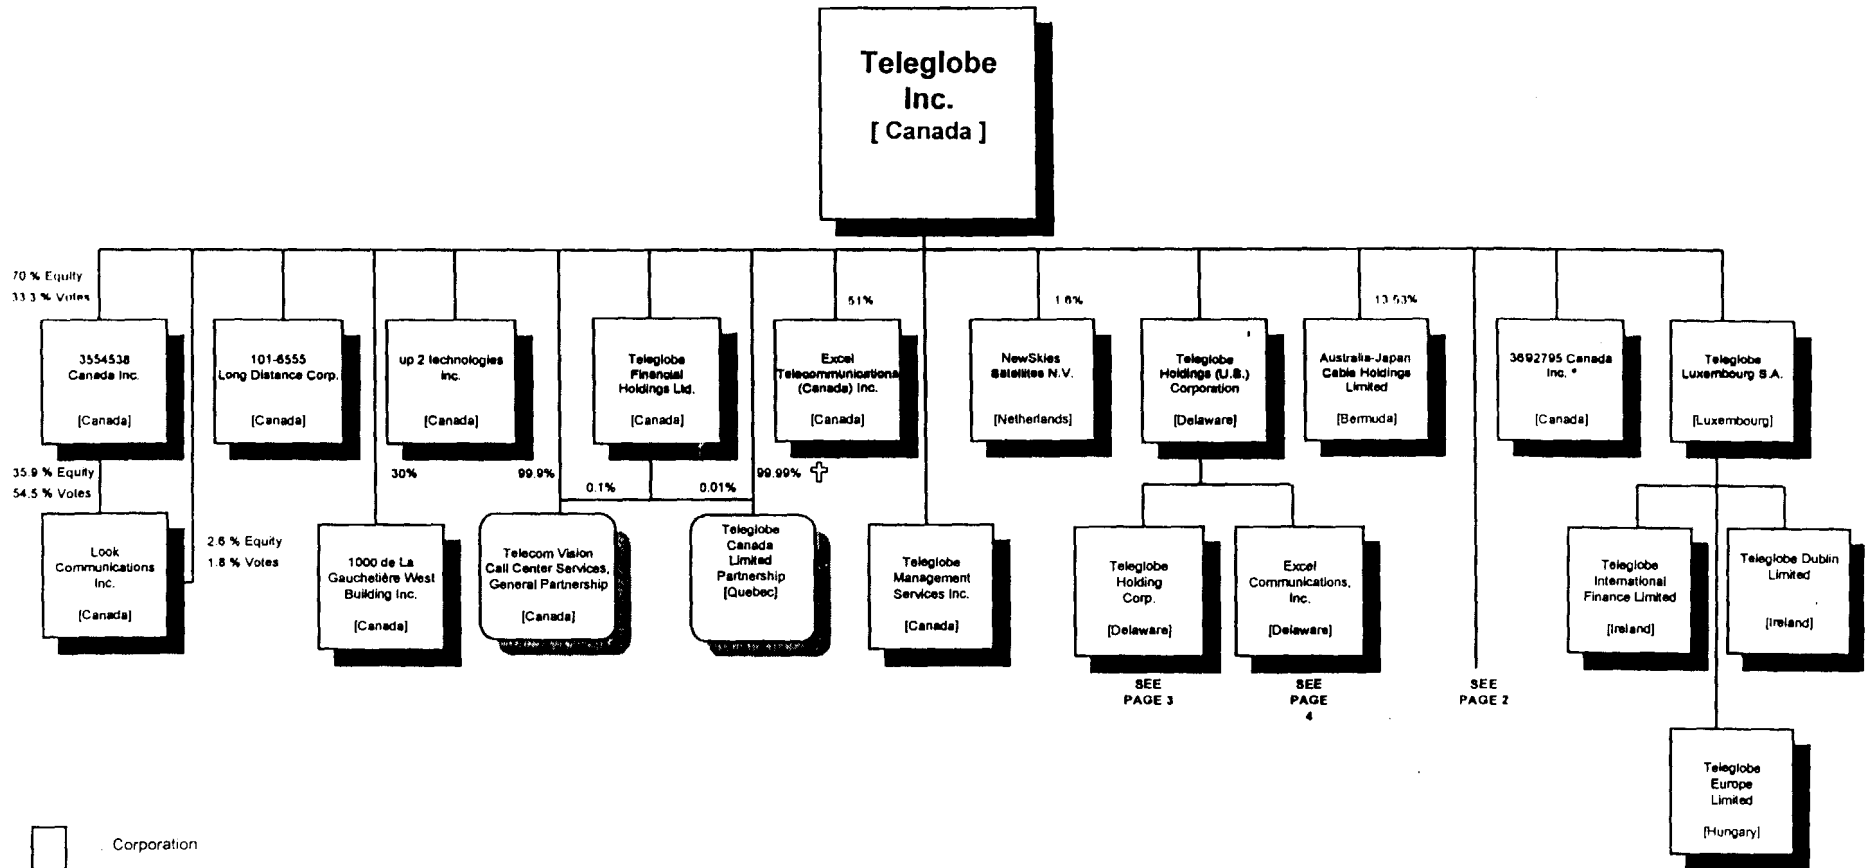 Teleglobe
Inc.
[ Canada ]
70 % Equity
33.3 % Votes
51%
1.6%
13.53%
3554538
Canada Inc.
[Canada]
101-6555
Long Distance Corp.
[Canada]
up 2 technologies
inc.
[Canada]
Teleglobe
Financial
Holdings Ltd.
[Canada]
Excel
Telecommunications
(Canada) Inc.
[Canada]
NewSkies
Satellites N.V.
[Netherlands]
Teleglobe
Holdings (U.S.)
Corporation
[Delaware]
Australia-Japan
Cable Holdings
Limited
[Bermuda]
3692795 Canada
Inc. *
[Canada]
Teleglobe
Luxembourg S.A.
[Luxembourg]
35.9 % Equity
54.5 % Votes
30%
99.9%
0.1%
0.01%
99.99%
Look
Communications
Inc.
[Canada]
2.6 % Equity
1.8 % Votes
1000 de La
Gauchetière West
Building Inc.
[Canada]
Telecom Vision
Call Center Services,
General Partnership
[Canada]
Teleglobe
Canada
Limited
Partnership
[Quebec]
Teleglobe
Management
Services Inc.
[Canada]
Teleglobe
Holding
Corp.
[Delaware]
SEE
PAGE 3
Excel
Communications,
Inc.
[Delaware]
SEE
PAGE
4
SEE
PAGE 2
Teleglobe
International
Finance Limited
[Ireland]
Teleglobe Dublin
Limited
[Ireland]
Teleglobe
Europe
Limited
[Hungary]
Corporation